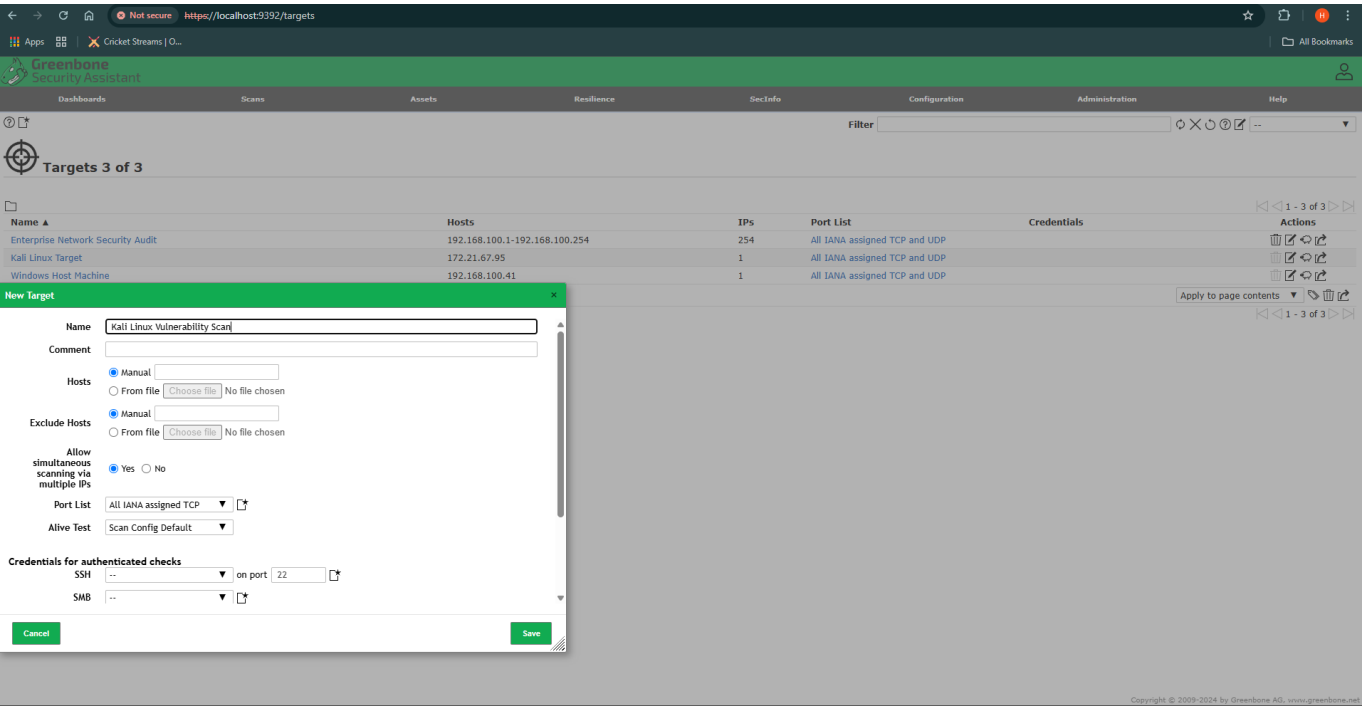 Not secure https://localhost:9392/targets H
Apps Cricket Streams | O... All Bookmarks
Greenbone
Security Assistant
Dashboards Scans Assets Resilience SecInfo Configuration Administration Help
Filter --
Targets 3 of 3
1 - 3 of 3
Name ▲ Hosts IPs Port List Credentials Actions
Enterprise Network Security Audit 192.168.100.1-192.168.100.254 254 All IANA assigned TCP and UDP
Kali Linux Target 172.21.67.95 1 All IANA assigned TCP and UDP
Windows Host Machine 192.168.100.41 1 All IANA assigned TCP and UDP
Apply to page contents ▼
1 - 3 of 3
New Target ×
Name Kali Linux Vulnerability Scan
Comment
Hosts
Manual
From file Choose file No file chosen
Exclude Hosts
Manual
From file Choose file No file chosen
Allow
simultaneous
scanning via
multiple IPs
Yes No
Port List All IANA assigned TCP ▼
Alive Test Scan Config Default ▼
Credentials for authenticated checks
SSH -- ▼ on port 22
SMB -- ▼
Cancel Save
Copyright © 2009-2024 by Greenbone AG, www.greenbone.net